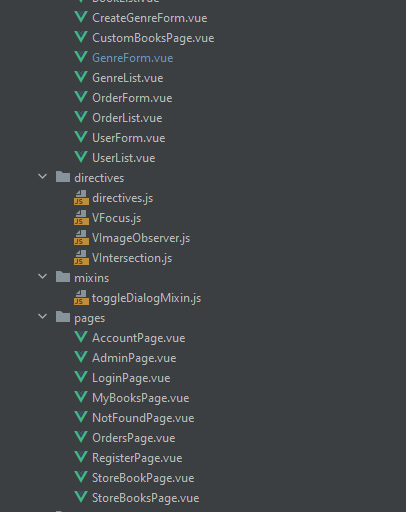 CreateGenreForm.vue
CustomBooksPage.vue
GenreForm.vue
GenreList.vue
OrderForm.vue
OrderList.vue
UserForm.vue
UserList.vue
directives
directives.js
VFocus.js
VImageObserver.js
VIntersection.js
mixins
toggleDialogMixin.js
pages
AccountPage.vue
AdminPage.vue
LoginPage.vue
MyBooksPage.vue
NotFoundPage.vue
OrdersPage.vue
RegisterPage.vue
StoreBookPage.vue
StoreBooksPage.vue